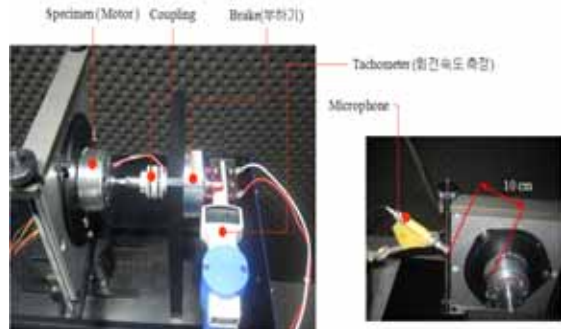 Specimen (Motor) Coupling Brake(부하기)
Tachometer(회전속도 측정)
Microphone
10 cm